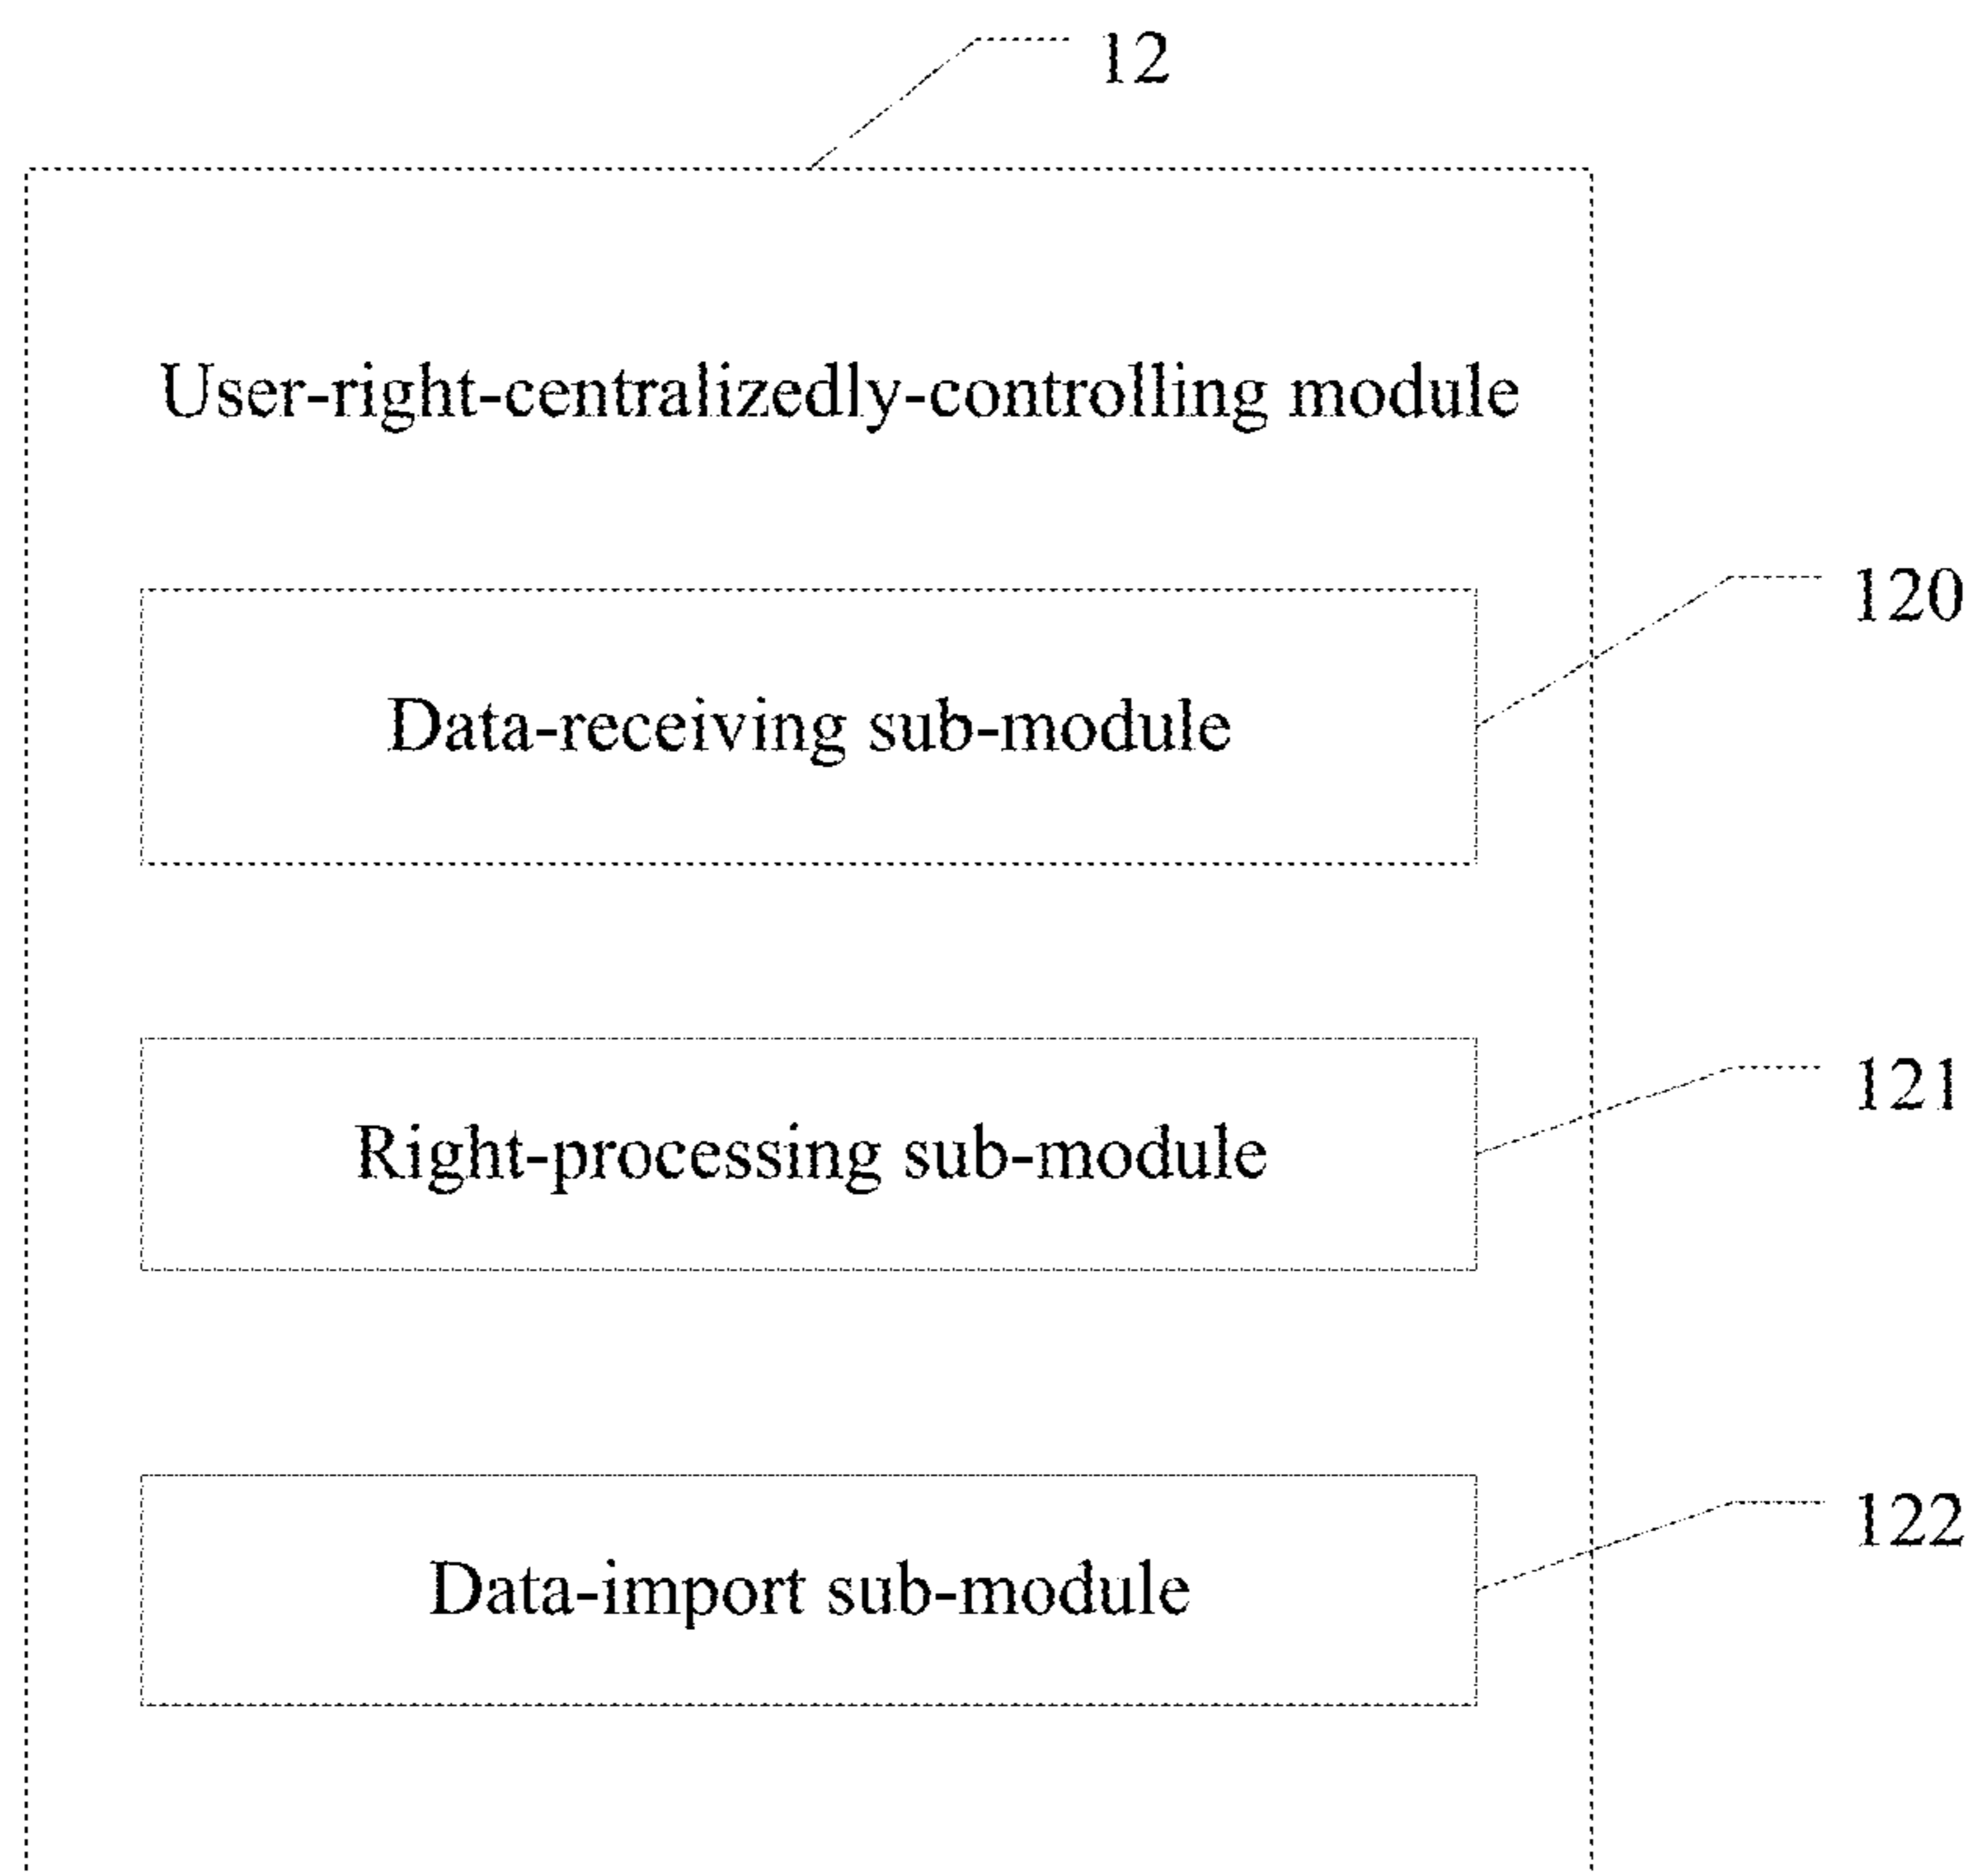 12
User-right-centralizedly-controlling module
120
Data-receiving sub-module
121
Right-processing sub-module
122
Data-import sub-module